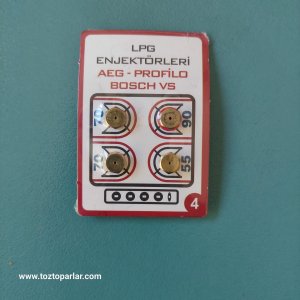 LPG
ENJEKTÖRLERİ
AEG - PROFİLO
BOSCH VS
70 90
70 55
4
www.toztoparlar.com